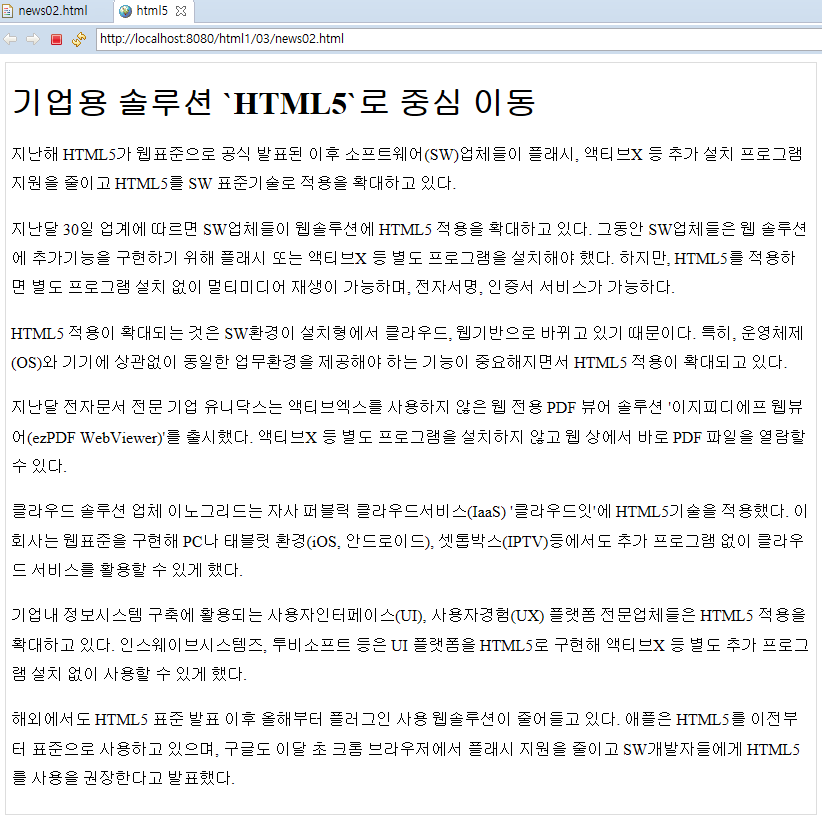 news02.html
html5
http://localhost:8080/html1/03/news02.html
기업용 솔루션 `HTML5`로 중심 이동
지난해 HTML5가 웹표준으로 공식 발표된 이후 소프트웨어(SW)업체들이 플래시, 액티브X 등 추가 설치 프로그램
지원을 줄이고 HTML5를 SW 표준기술로 적용을 확대하고 있다.
지난달 30일 업계에 따르면 SW업체들이 웹솔루션에 HTML5 적용을 확대하고 있다. 그동안 SW업체들은 웹 솔루션
에 추가기능을 구현하기 위해 플래시 또는 액티브X 등 별도 프로그램을 설치해야 했다. 하지만, HTML5를 적용하
면 별도 프로그램 설치 없이 멀티미디어 재생이 가능하며, 전자서명, 인증서 서비스가 가능하다.
HTML5 적용이 확대되는 것은 SW환경이 설치형에서 클라우드, 웹기반으로 바뀌고 있기 때문이다. 특히, 운영체제
(OS)와 기기에 상관없이 동일한 업무환경을 제공해야 하는 기능이 중요해지면서 HTML5 적용이 확대되고 있다.
지난달 전자문서 전문 기업 유니닥스는 액티브엑스를 사용하지 않은 웹 전용 PDF 뷰어 솔루션 '이지피디에프 웹뷰
어(ezPDF WebViewer)'를 출시했다. 액티브X 등 별도 프로그램을 설치하지 않고 웹 상에서 바로 PDF 파일을 열람할
수 있다.
클라우드 솔루션 업체 이노그리드는 자사 퍼블릭 클라우드서비스(IaaS) '클라우드잇'에 HTML5기술을 적용했다. 이
회사는 웹표준을 구현해 PC나 태블릿 환경(iOS, 안드로이드), 셋톱박스(IPTV)등에서도 추가 프로그램 없이 클라우
드 서비스를 활용할 수 있게 했다.
기업내 정보시스템 구축에 활용되는 사용자인터페이스(UI), 사용자경험(UX) 플랫폼 전문업체들은 HTML5 적용을
확대하고 있다. 인스웨이브시스템즈, 투비소프트 등은 UI 플랫폼을 HTML5로 구현해 액티브X 등 별도 추가 프로그
램 설치 없이 사용할 수 있게 했다.
해외에서도 HTML5 표준 발표 이후 올해부터 플러그인 사용 웹솔루션이 줄어들고 있다. 애플은 HTML5를 이전부
터 표준으로 사용하고 있으며, 구글도 이달 초 크롬 브라우저에서 플래시 지원을 줄이고 SW개발자들에게 HTML5
를 사용을 권장한다고 발표했다.